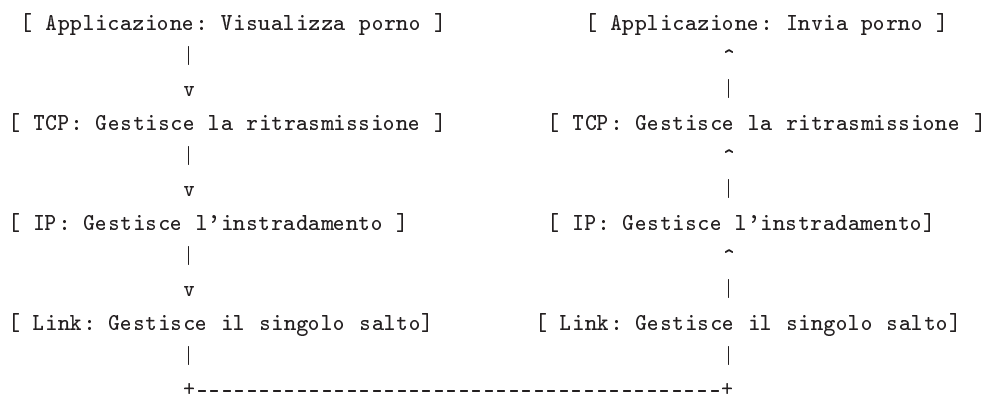 [ Applicazione: Visualizza porno ] [ Applicazione: Invia porno ]
| ^
v |
[ TCP: Gestisce la ritrasmissione ] [ TCP: Gestisce la ritrasmissione ]
| ^
v |
[ IP: Gestisce l'instradamento ] [ IP: Gestisce l'instradamento]
| ^
v |
[ Link: Gestisce il singolo salto] [ Link: Gestisce il singolo salto]
| |
+------------------------------------------+